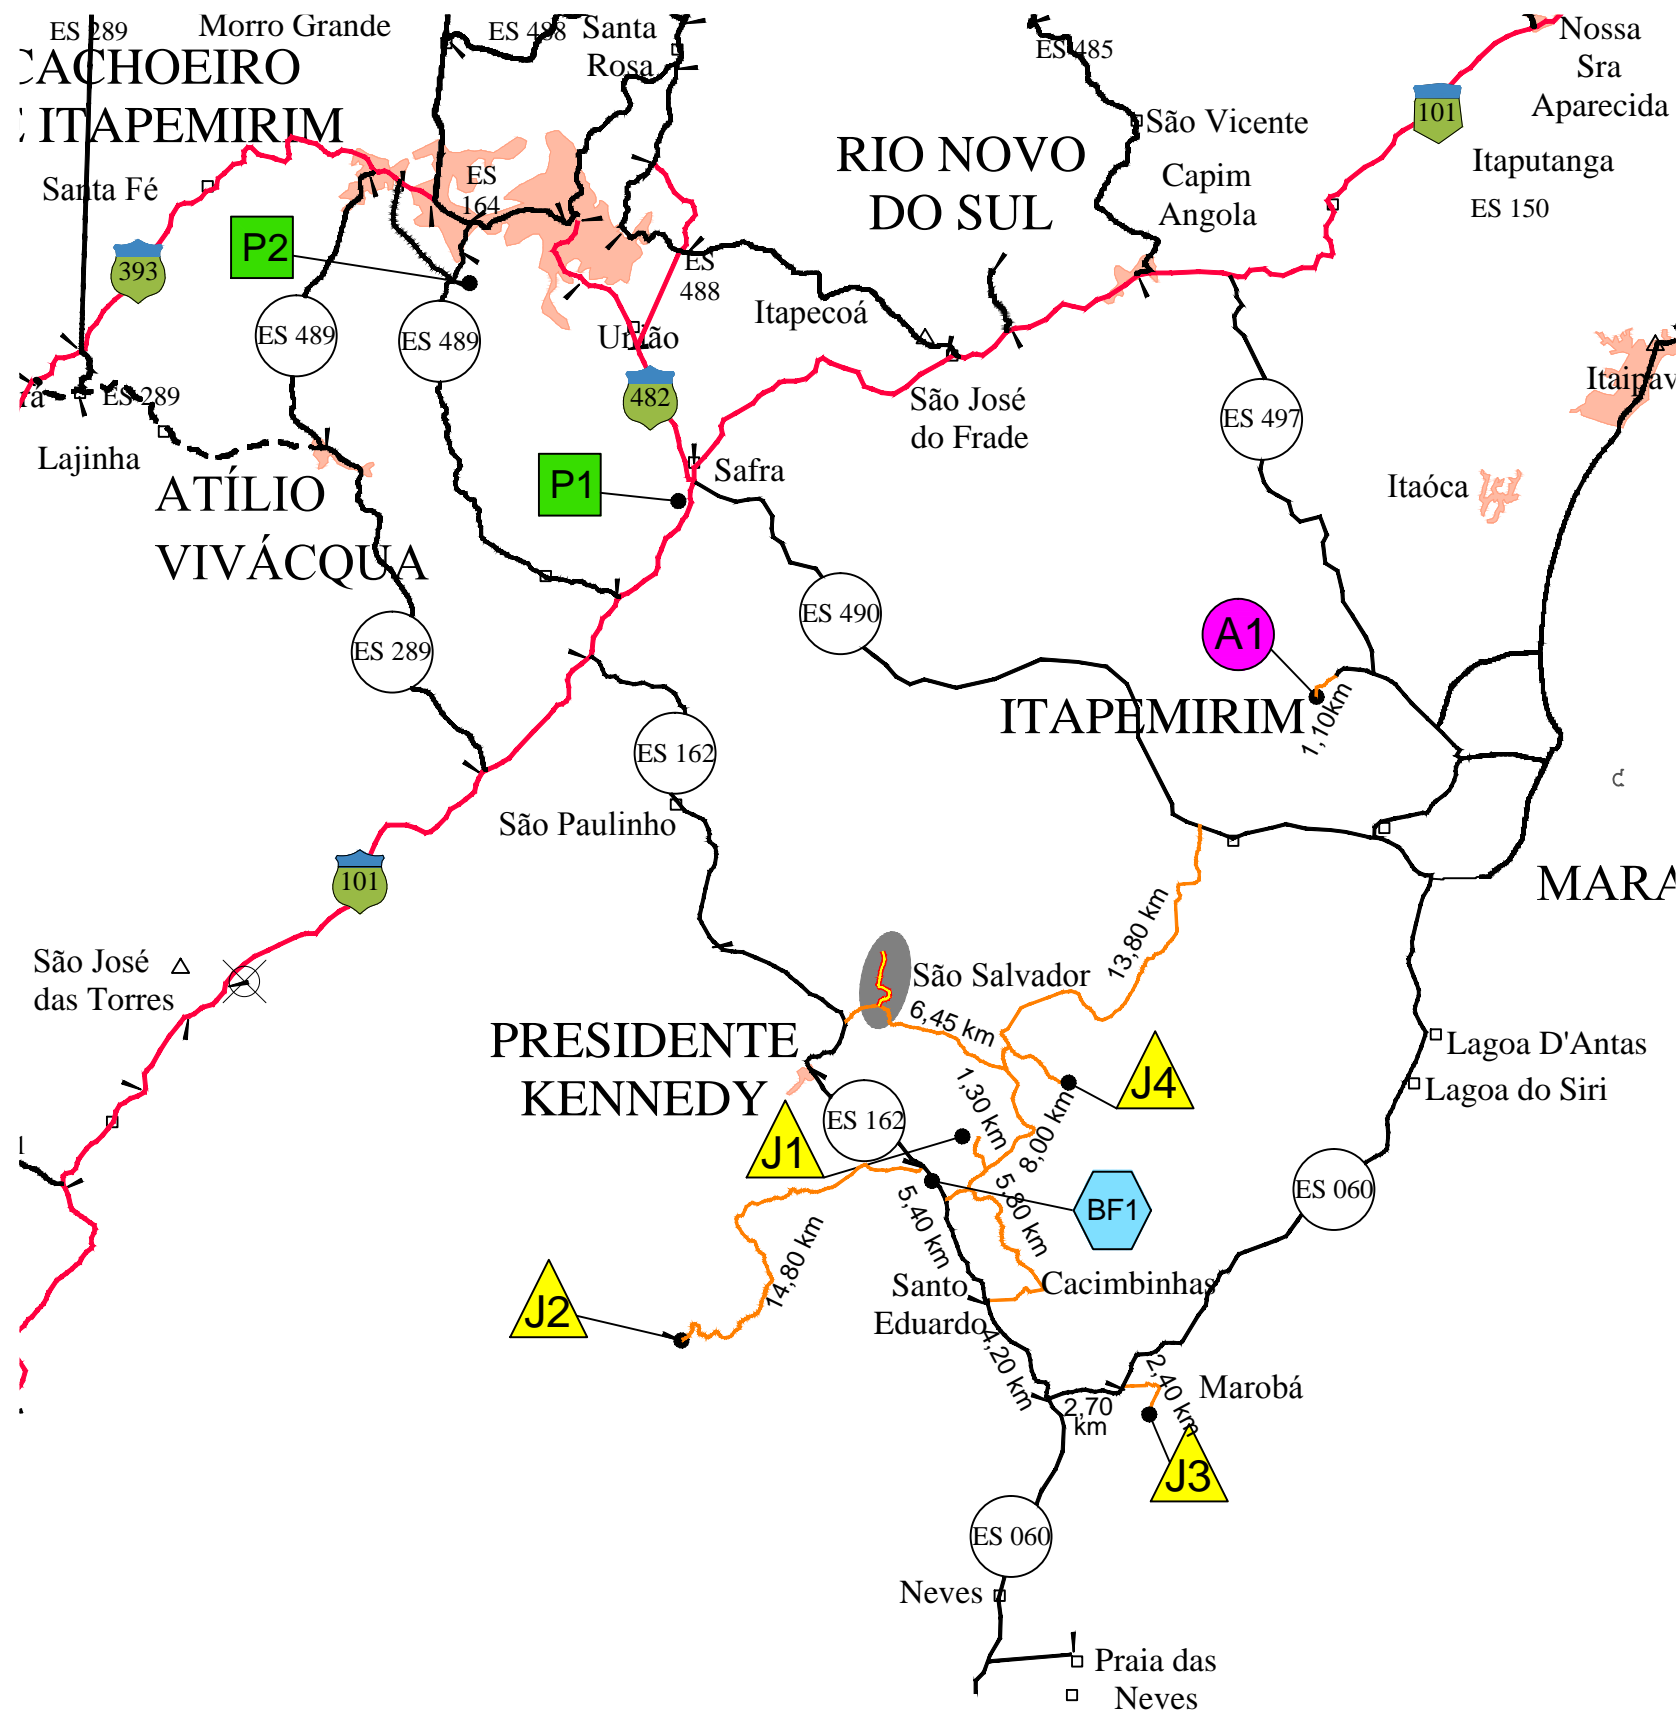 ES 289
Morro Grande
ES 488
Santa
Rosa
ES 485
Nossa
Sra
Aparecida
CACHOEIRO
E ITAPEMIRIM
101
São Vicente
RIO NOVO
DO SUL
Itaputanga
Capim
Angola
ES 150
Santa Fé
ES
164
P2
393
ES
488
Itapecoá
União
ES 489
ES 489
Itaipav
ES 289
482
São José
do Frade
ES 497
Lajinha
Safra
ATÍLIO
VIVÁCQUA
P1
Itaóca
ES 490
A1
ES 289
ITAPEMIRIM
1,10km
ES 162
São Paulinho
101
MARA
São José
das Torres
São Salvador
13,80 km
6,45 km
PRESIDENTE
KENNEDY
Lagoa D'Antas
Lagoa do Siri
J4
1,30 km
8,00 km
ES 162
J1
5,80 km
5,40 km
BF1
ES 060
14,80 km
Santo
Eduardo
Cacimbinhas
J2
4,20 km
2,70
km
2,40 km
Marobá
J3
ES 060
Neves
Praia das
Neves